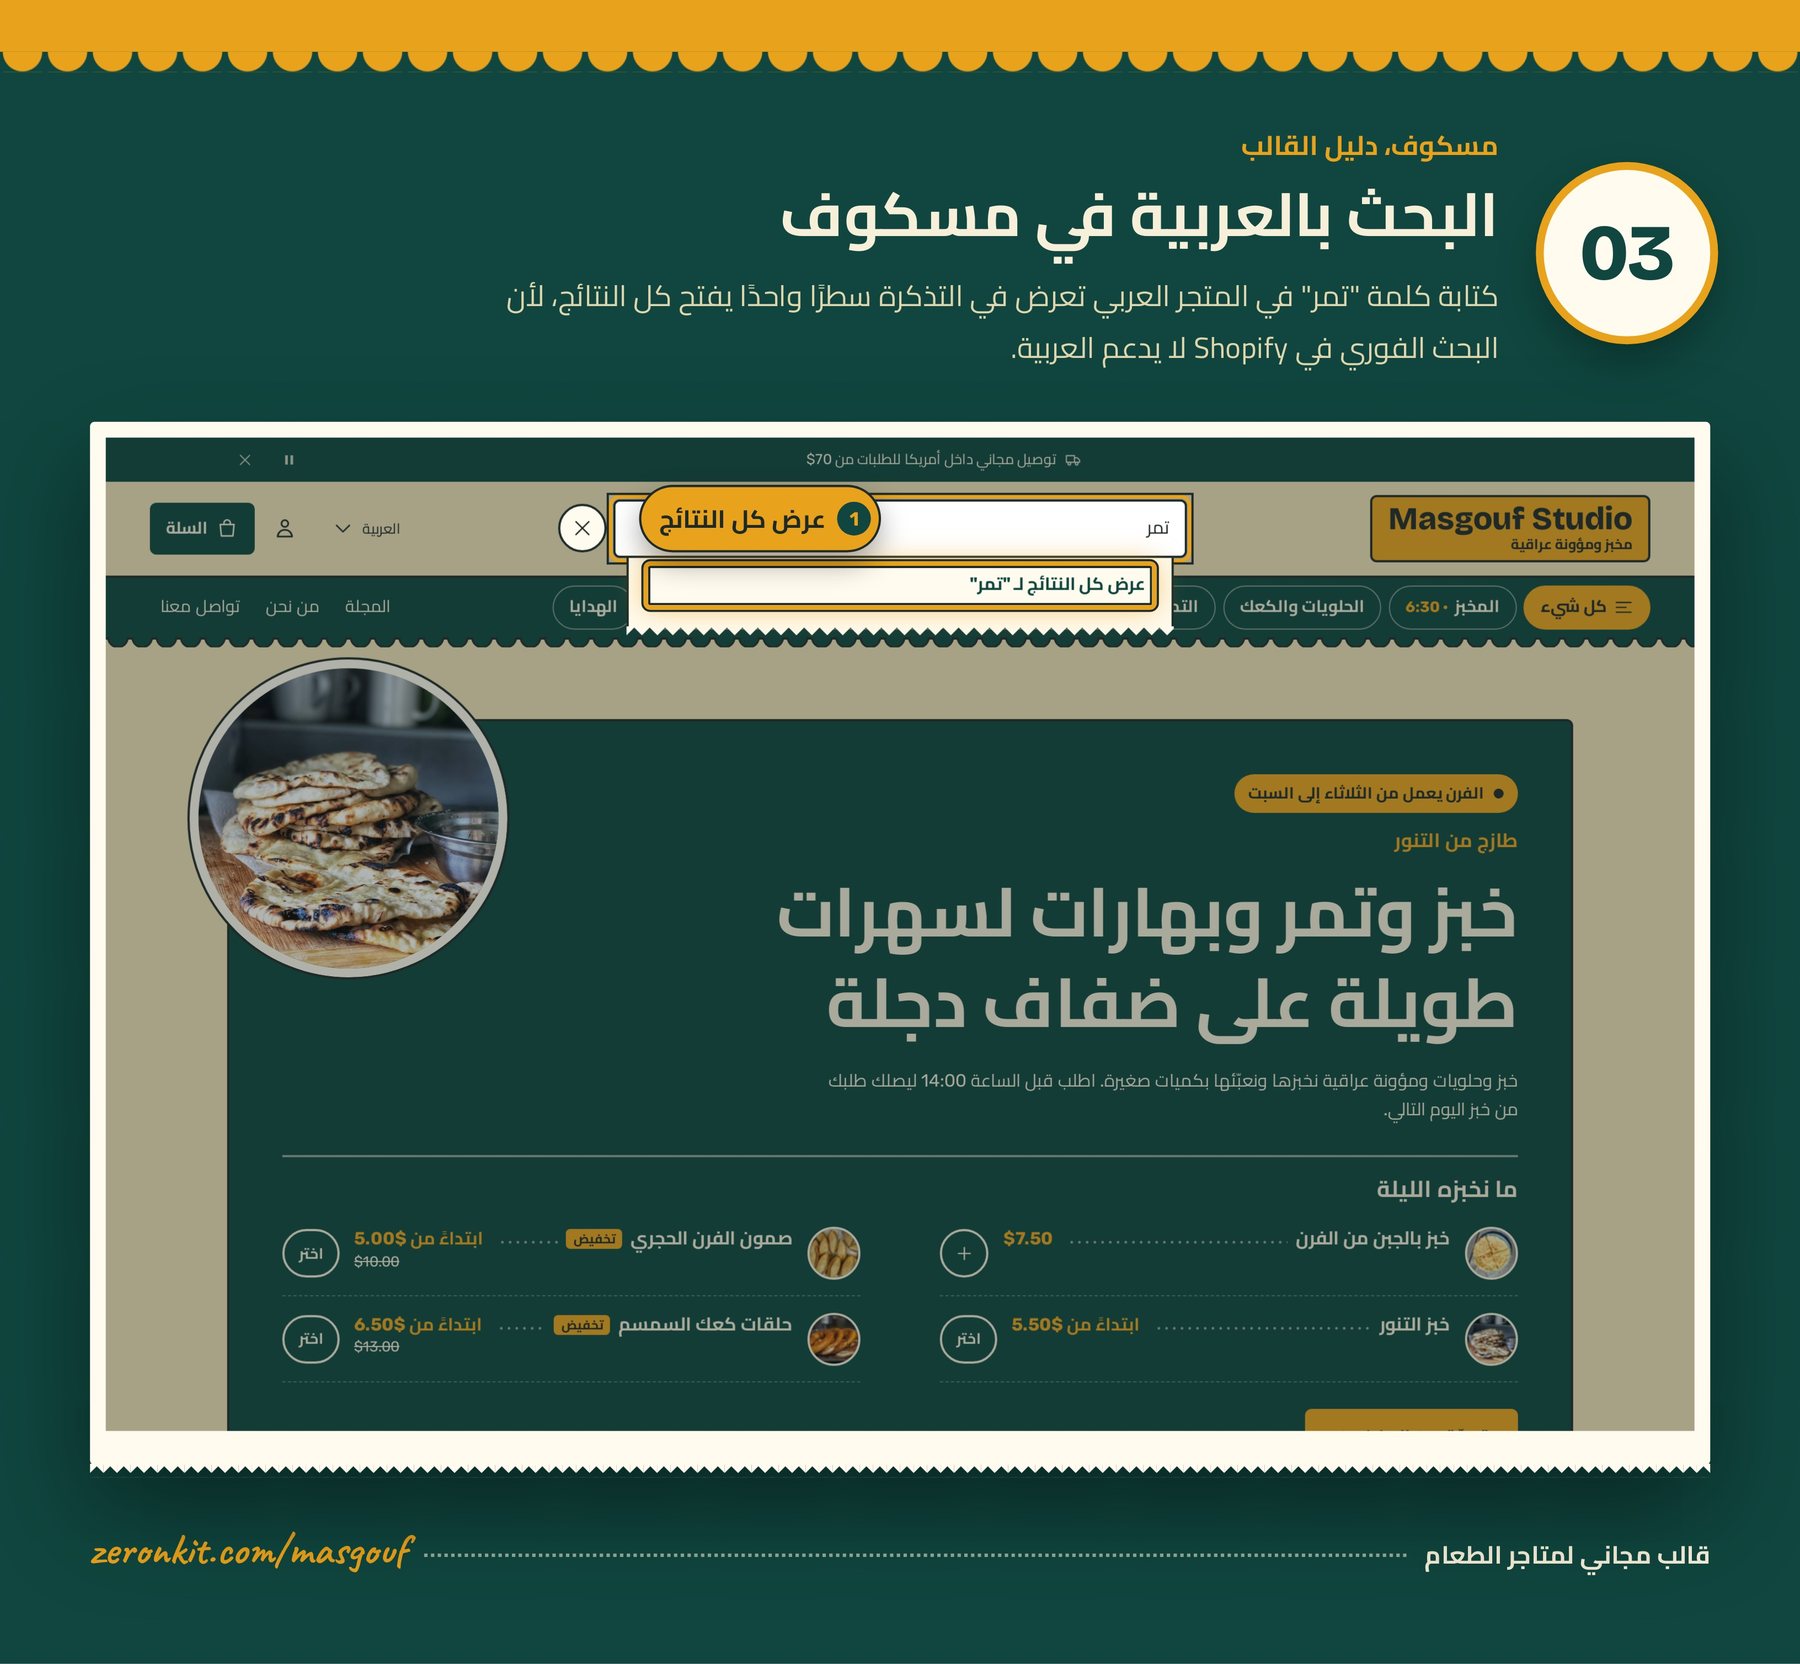 مسكوف، دليل القالب
03
البحث بالعربية في مسكوف
كتابة كلمة "تمر" في المتجر العربي تعرض في التذكرة سطرًا واحدًا يفتح كل النتائج، لأن
البحث الفوري في Shopify لا يدعم العربية.
توصيل مجاني داخل أمريكا للطلبات من 70$
Masgouf Studio
مخبز ومؤونة عراقية
تمر
1 عرض كل النتائج
العربية
السلة
عرض كل النتائج لـ "تمر"
كل شيء
المخبز · 6:30
الحلويات والكعك
الهدايا
المجلة
من نحن
تواصل معنا
الفرن يعمل من الثلاثاء إلى السبت
طازج من التنور
خبز وتمر وبهارات لسهرات
طويلة على ضفاف دجلة
خبز وحلويات ومؤونة عراقية نخبزها ونعبّئها بكميات صغيرة. اطلب قبل الساعة 14:00 ليصلك طلبك
من خبز اليوم التالي.
ما نخبزه الليلة
خبز بالجبن من الفرن $7.50
صمون الفرن الحجري تخفيض ابتداءً من 5.00$ اختر
$10.00
خبز التنور ابتداءً من 5.50$ اختر
حلقات كعك السمسم تخفيض ابتداءً من 6.50$ اختر
$13.00
قالب مجاني لمتاجر الطعام
zeronkit.com/masgouf